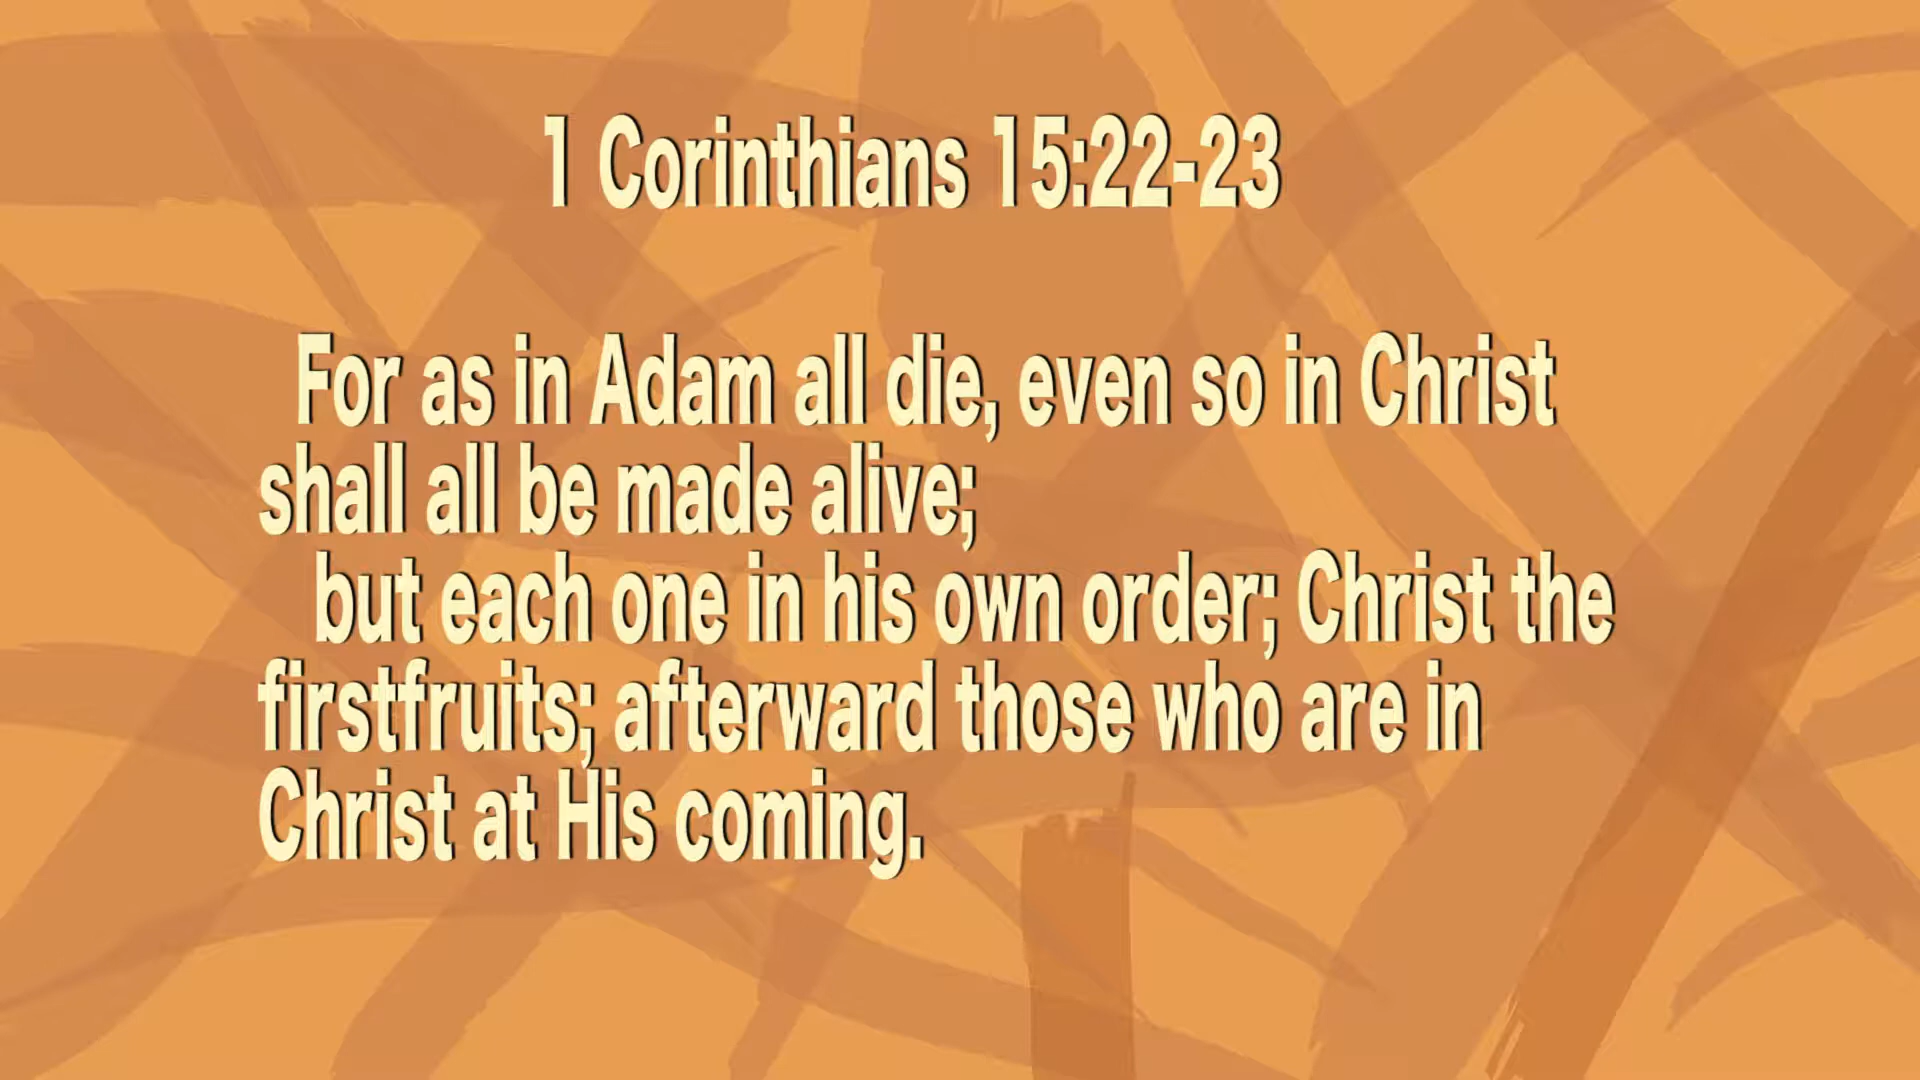 1 Corinthians 15:22-23
For as in Adam all die, even so in Christ
shall all be made alive;
but each one in his own order; Christ the
firstfruits; afterward those who are in
Christ at His coming.